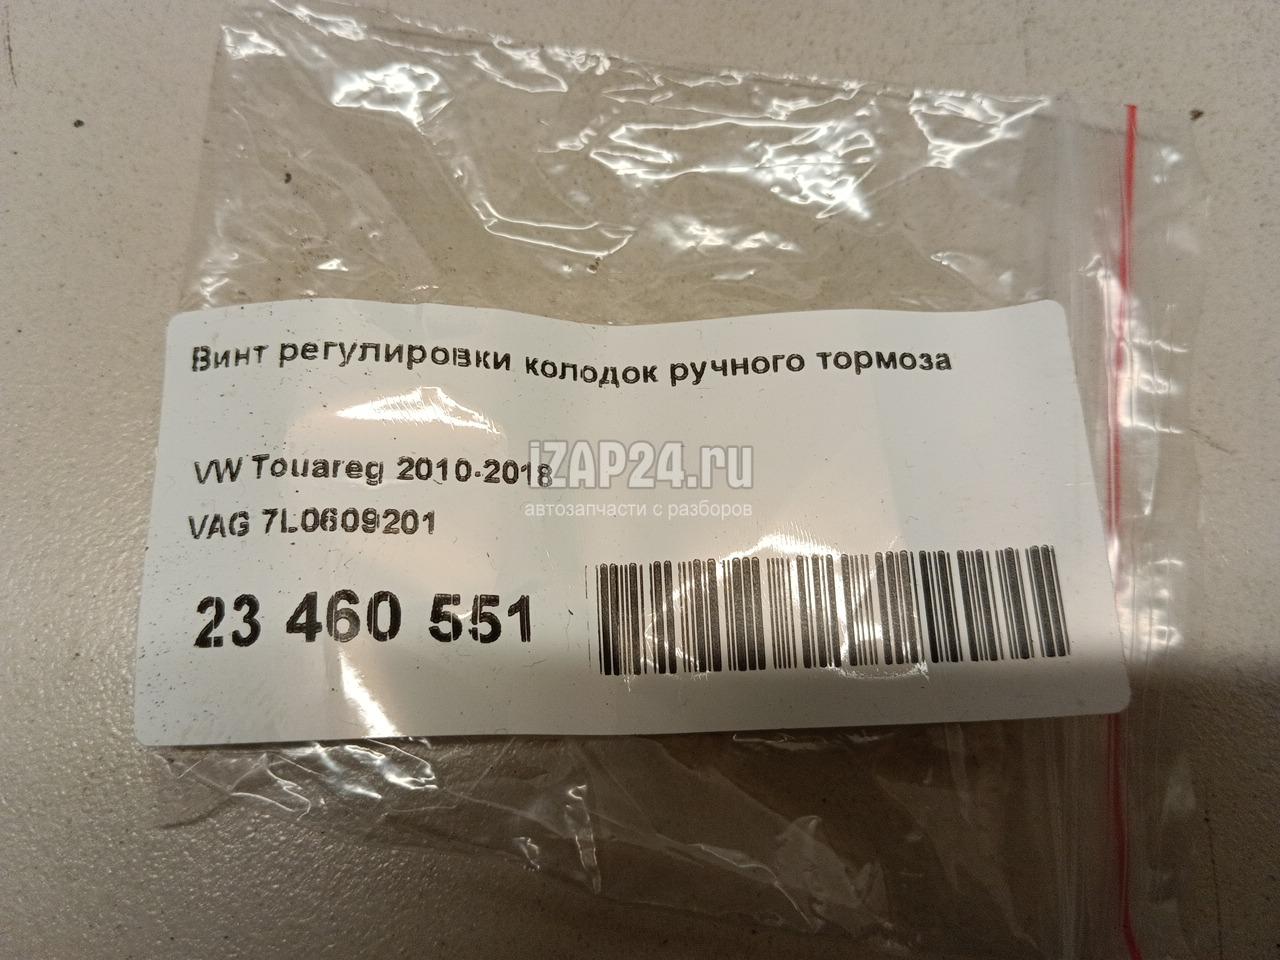 Винт регулировки колодок ручного тормоза
VW Touareg 2010-2018
VAG 7L0609201
23 460 551
iZAP24.ru
автозапчасти с разборов